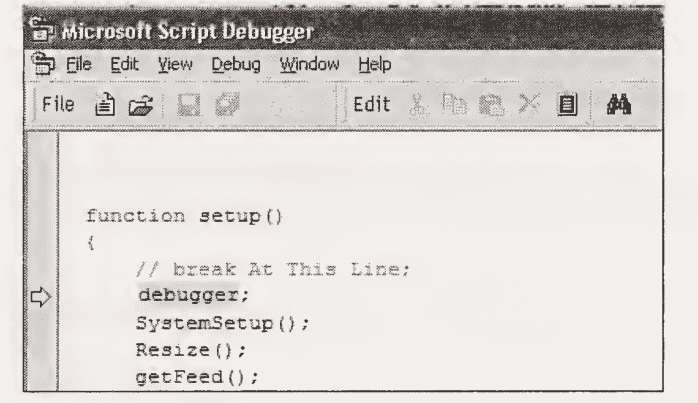 Microsoft Script Debugger
File Edit View Debug Window Help
File Edit
function setup()
{
// break At This Line;
debugger;
SystemSetup();
Resize();
getFeed();